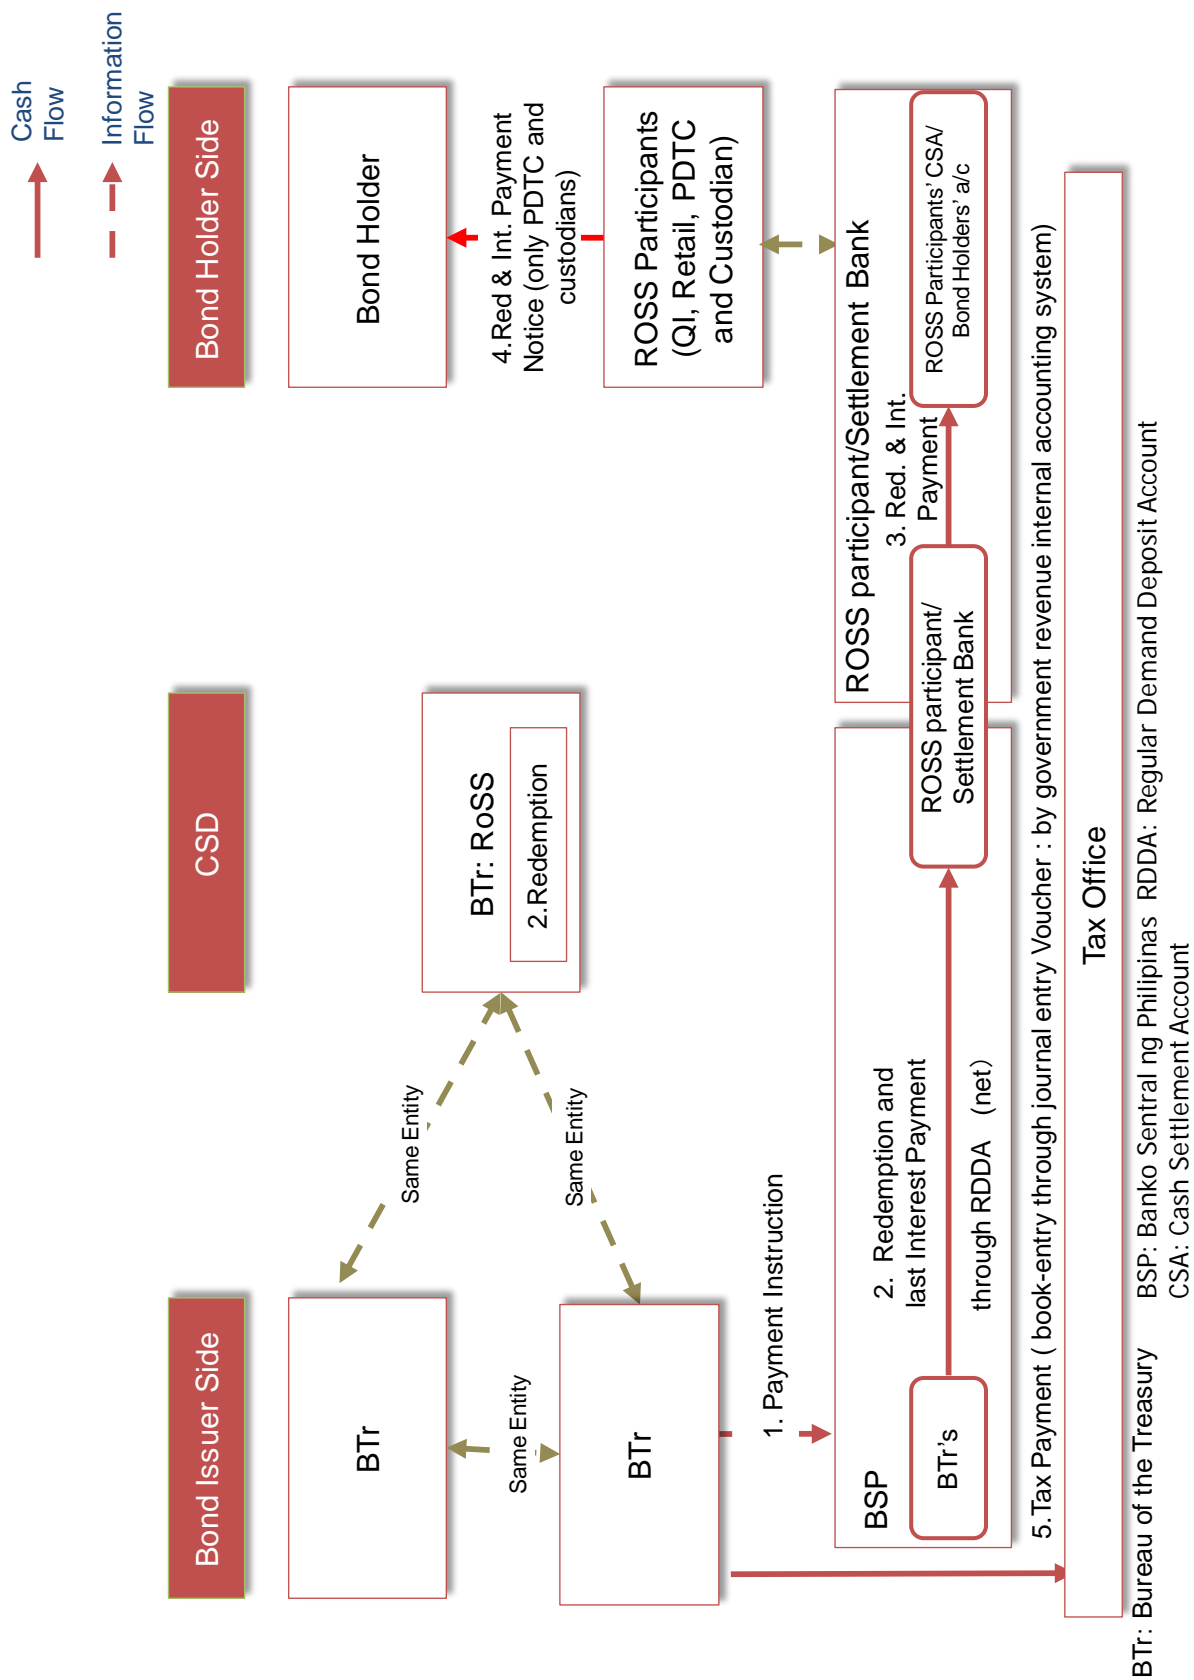 Cash
Flow
Information
Flow
Bond Issuer Side
CSD
Bond Holder Side
BTr
Same Entity
BTr: RoSS
2.Redemption
Bond Holder
Same Entity
Same Entity
4.Red & Int. Payment
Notice (only PDTC and
custodians)
BTr
ROSS Participants
(QI, Retail, PDTC
and Custodian)
1. Payment Instruction
BSP
2. Redemption and
last Interest Payment
through RDDA (net)
BTr's
ROSS participant/
Settlement Bank
ROSS participant/Settlement Bank
3. Red. & Int.
Payment
ROSS Participants' CSA/
Bond Holders' a/c
5.Tax Payment ( book-entry through journal entry Voucher : by government revenue internal accounting system)
Tax Office
BTr: Bureau of the Treasury
BSP: Banko Sentral ng Philipinas RDDA: Regular Demand Deposit Account
CSA: Cash Settlement Account